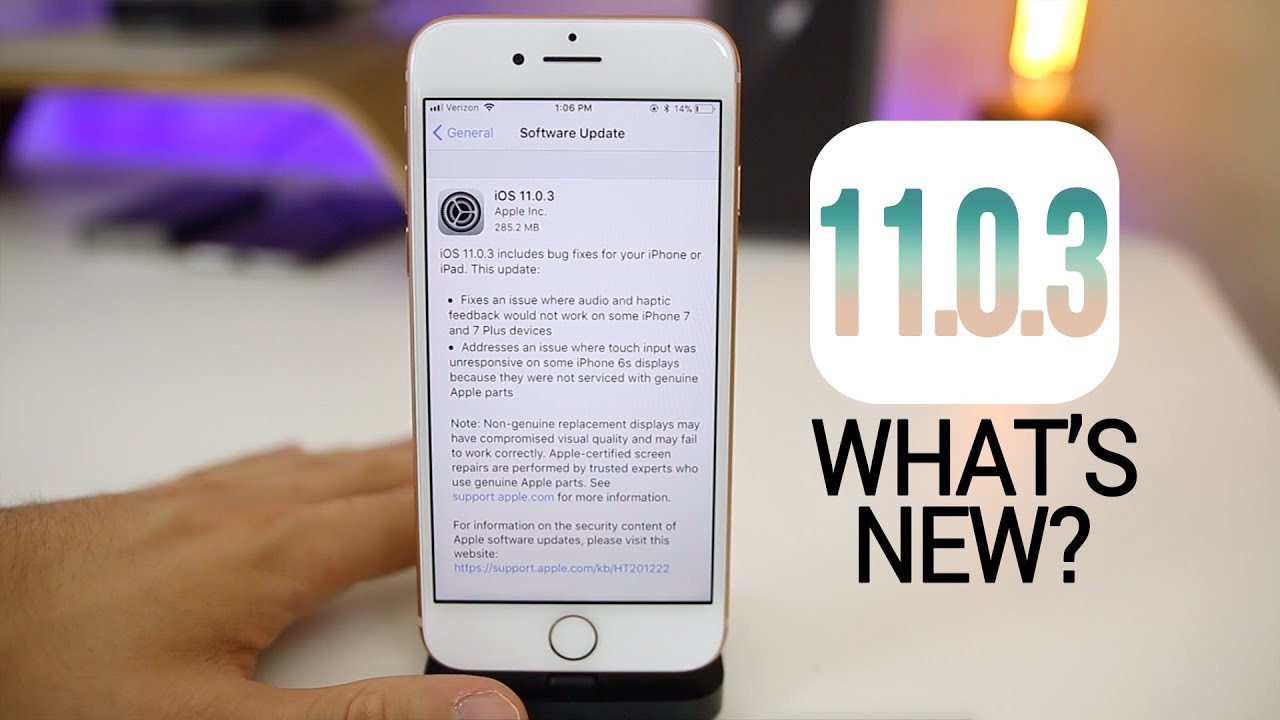 Verizon 1:06 PM 14%
General Software Update
iOS 11.0.3
Apple Inc.
285.2 MB
iOS 11.0.3 includes bug fixes for your iPhone or
iPad. This update:
• Fixes an issue where audio and haptic
feedback would not work on some iPhone 7
and 7 Plus devices
• Addresses an issue where touch input was
unresponsive on some iPhone 6s displays
because they were not serviced with genuine
Apple parts
Note: Non-genuine replacement displays may
have compromised visual quality and may fail
to work correctly. Apple-certified screen
repairs are performed by trusted experts who
use genuine Apple parts. See
support.apple.com for more information.
For information on the security content of
Apple software updates, please visit this
website:
https://support.apple.com/kb/HT201222
11.0.3
WHAT'S
NEW?